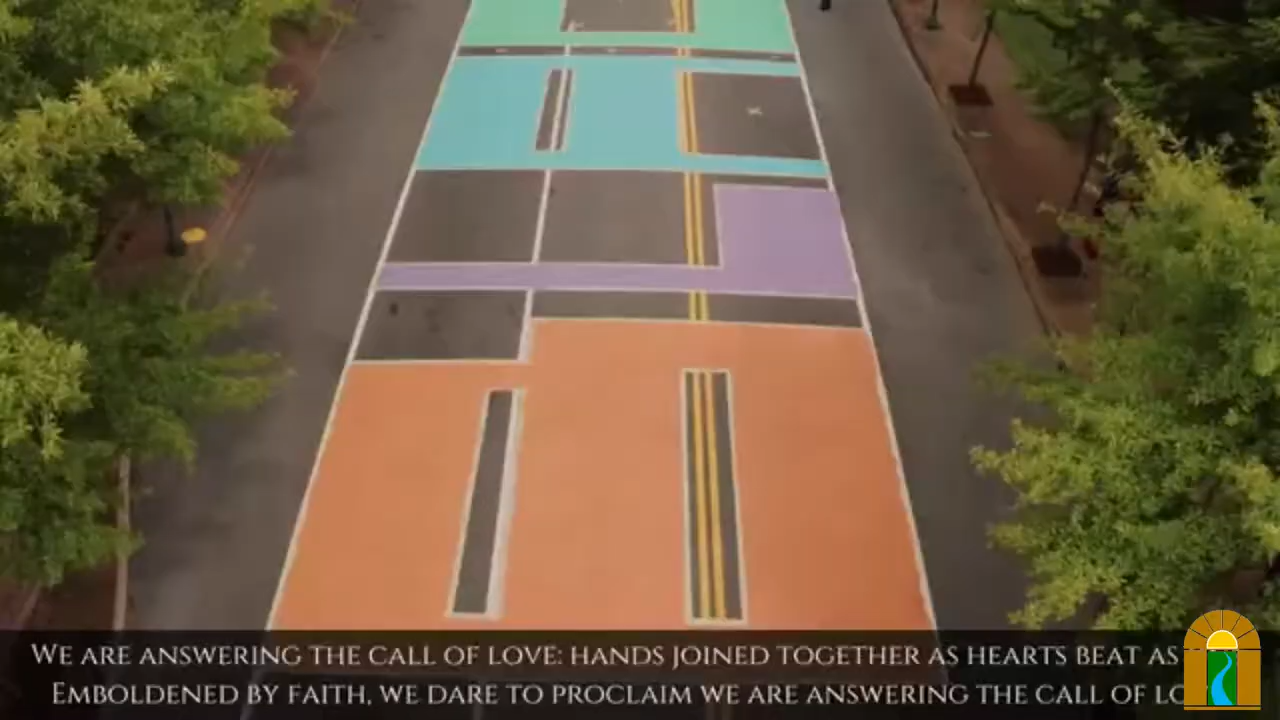 We are answering the call of love: hands joined together as hearts beat as
Emboldened by faith, we dare to proclaim we are answering the call of